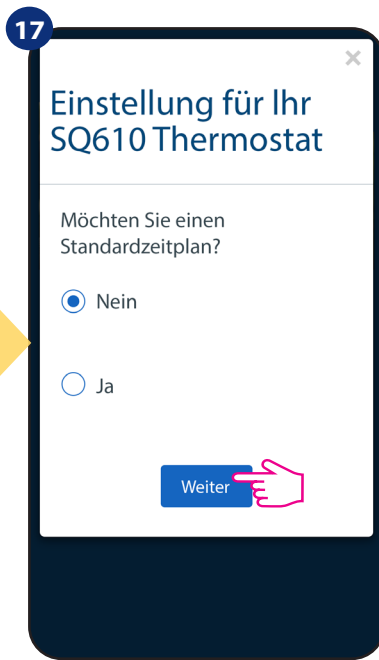 17
×
Einstellung für Ihr
SQ610 Thermostat
Möchten Sie einen
Standardzeitplan?
Nein
Ja
Weiter